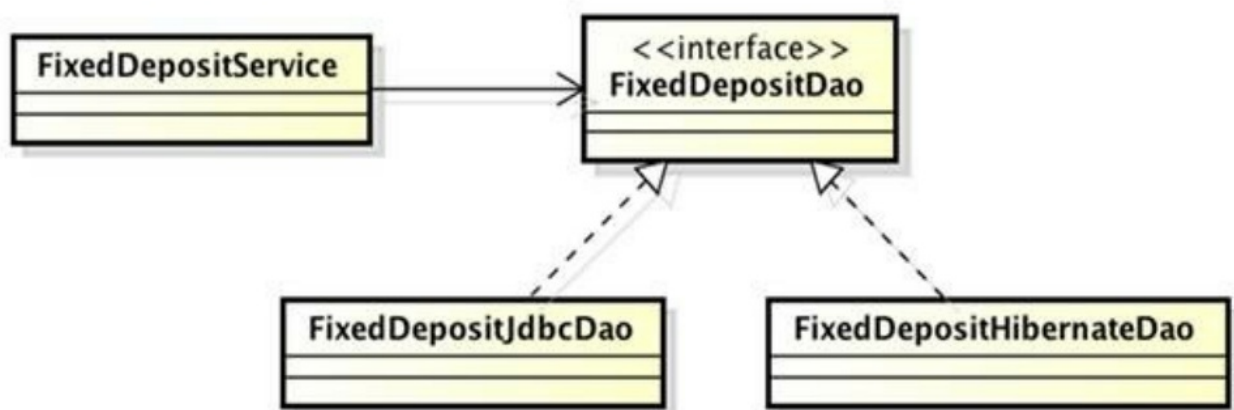 FixedDepositService
<<interface>>
FixedDepositDao
FixedDepositJdbcDao
FixedDepositHibernateDao